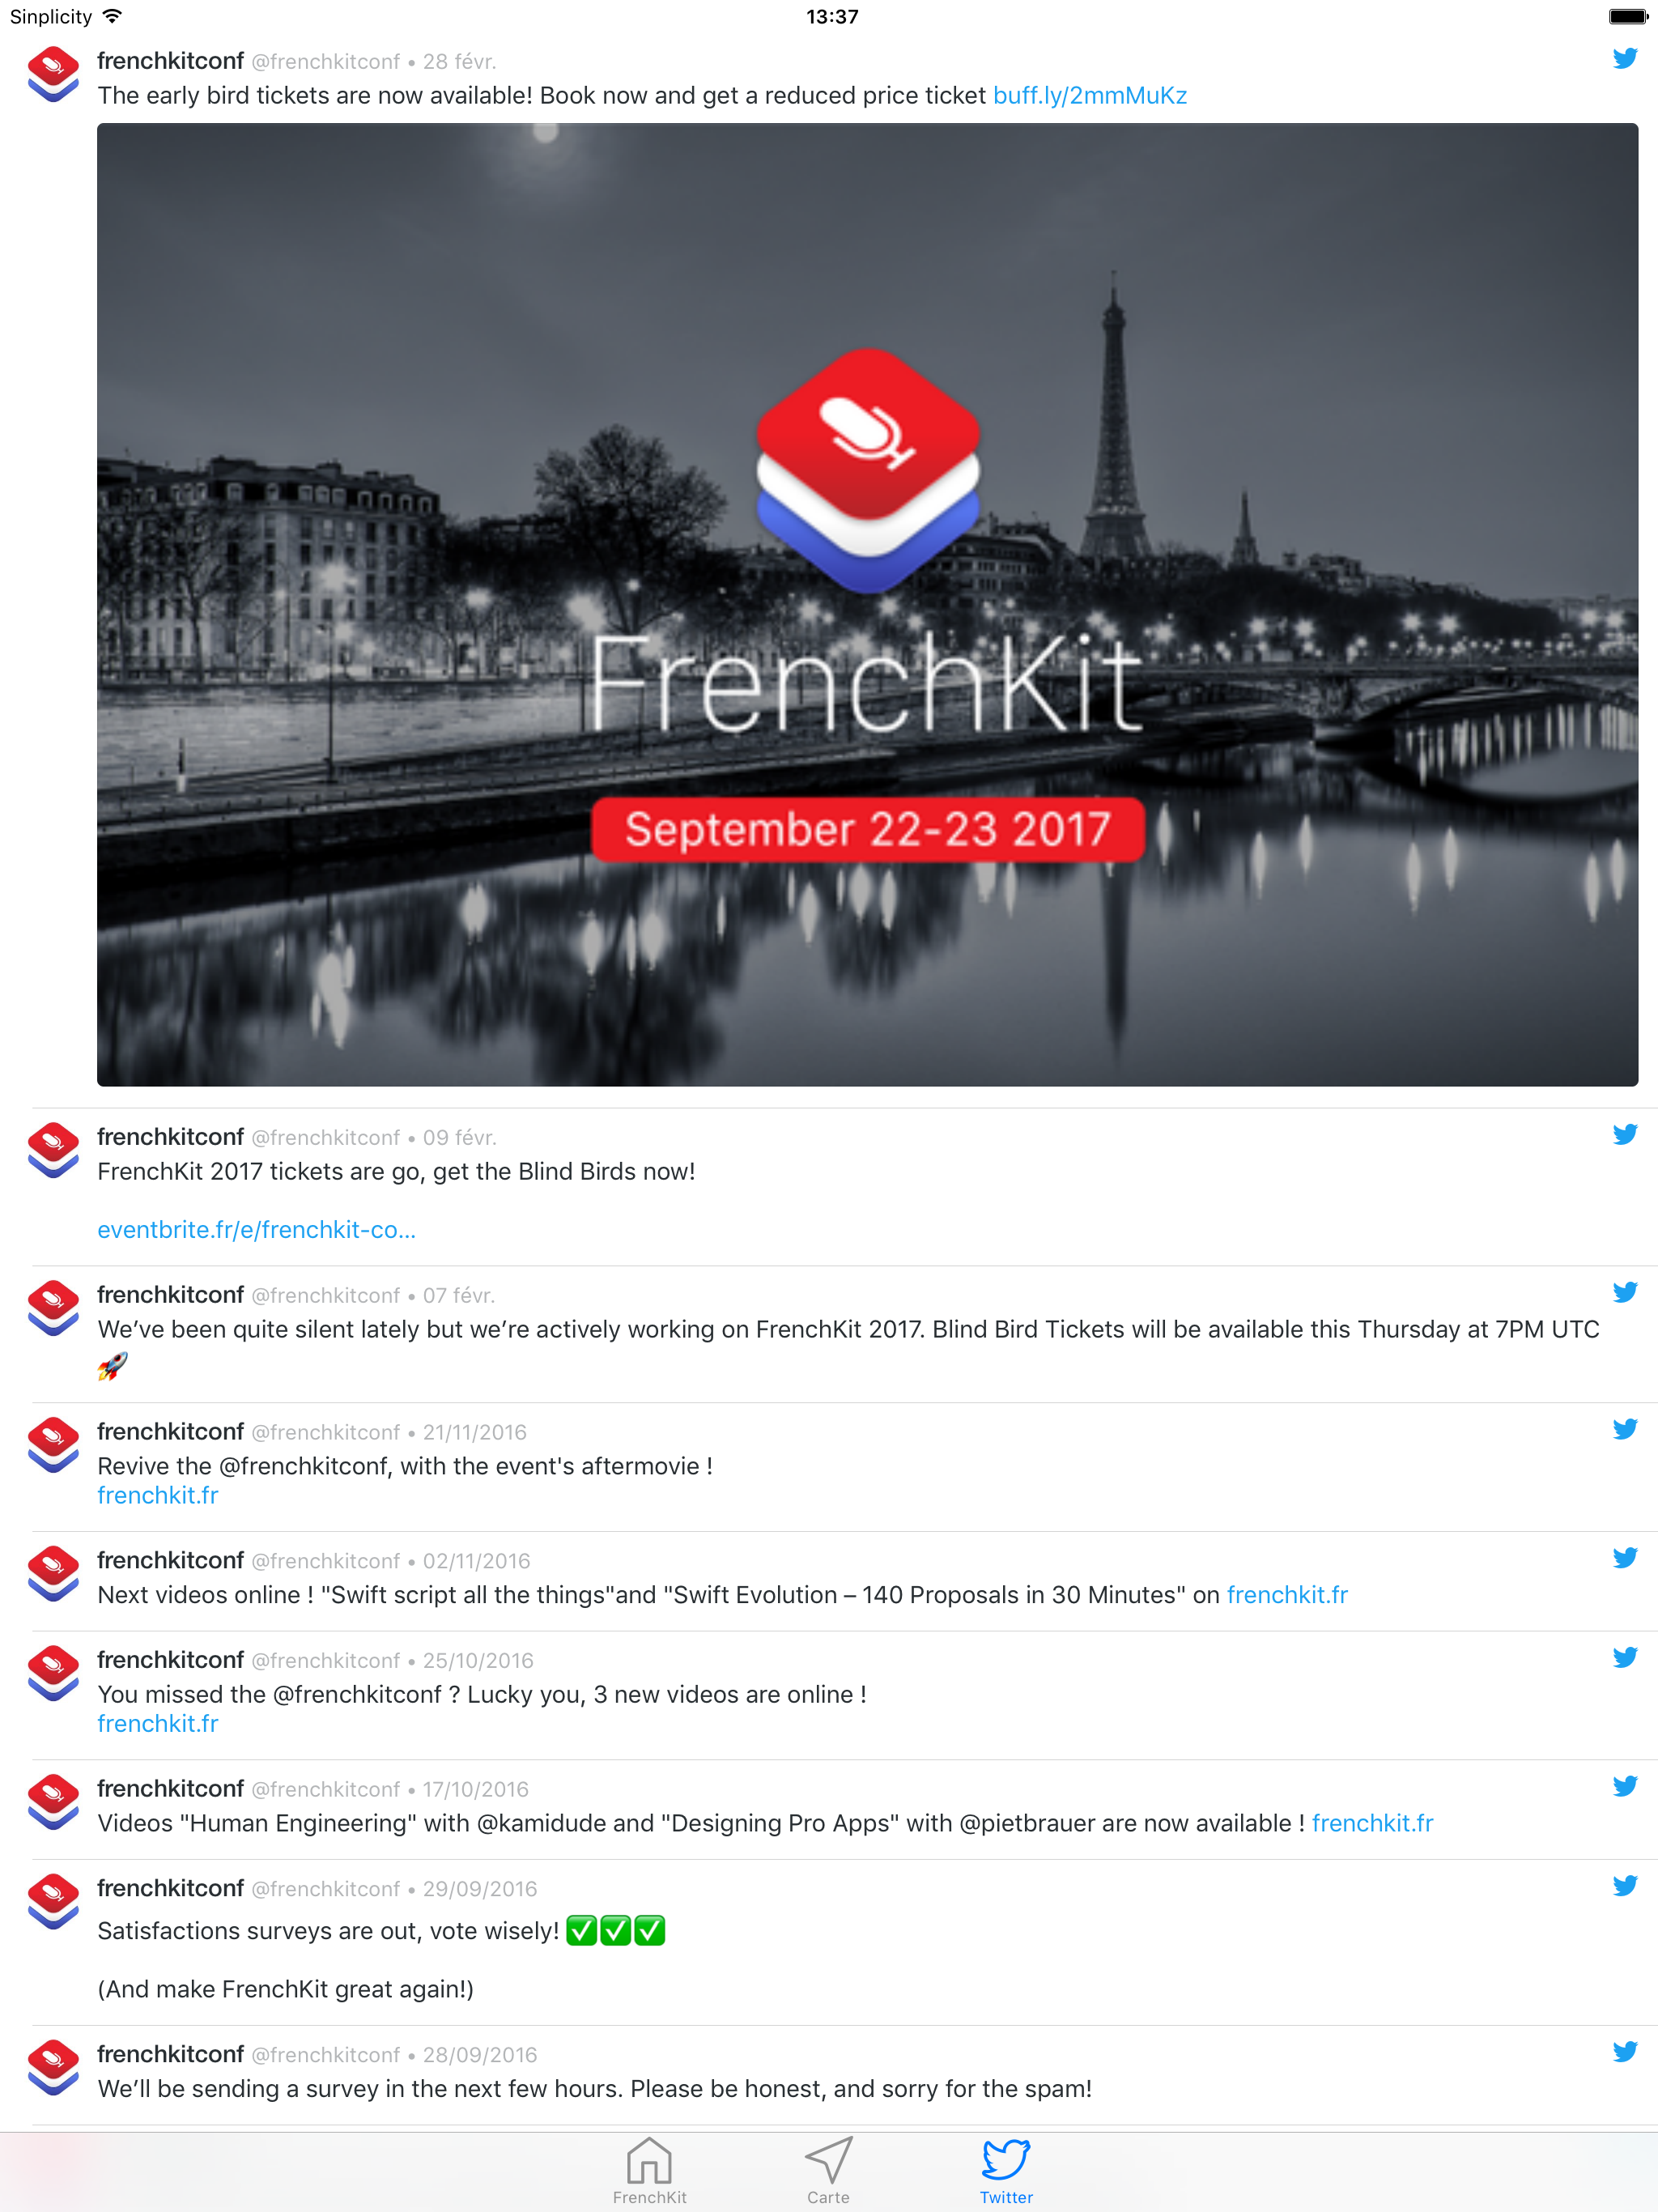 Sinplicity 13:37
frenchkitconf @frenchkitconf • 28 févr.
The early bird tickets are now available! Book now and get a reduced price ticket buff.ly/2mmMuKz
FrenchKit
September 22-23 2017
frenchkitconf @frenchkitconf • 09 févr.
FrenchKit 2017 tickets are go, get the Blind Birds now!
eventbrite.fr/e/frenchkit-co...
frenchkitconf @frenchkitconf • 07 févr.
We’ve been quite silent lately but we’re actively working on FrenchKit 2017. Blind Bird Tickets will be available this Thursday at 7PM UTC
🚀
frenchkitconf @frenchkitconf • 21/11/2016
Revive the @frenchkitconf, with the event's aftermovie !
frenchkit.fr
frenchkitconf @frenchkitconf • 02/11/2016
Next videos online ! "Swift script all the things"and "Swift Evolution – 140 Proposals in 30 Minutes" on frenchkit.fr
frenchkitconf @frenchkitconf • 25/10/2016
You missed the @frenchkitconf ? Lucky you, 3 new videos are online !
frenchkit.fr
frenchkitconf @frenchkitconf • 17/10/2016
Videos "Human Engineering" with @kamidude and "Designing Pro Apps" with @pietbrauer are now available ! frenchkit.fr
frenchkitconf @frenchkitconf • 29/09/2016
Satisfactions surveys are out, vote wisely! ✅✅✅
(And make FrenchKit great again!)
frenchkitconf @frenchkitconf • 28/09/2016
We’ll be sending a survey in the next few hours. Please be honest, and sorry for the spam!
FrenchKit Carte Twitter